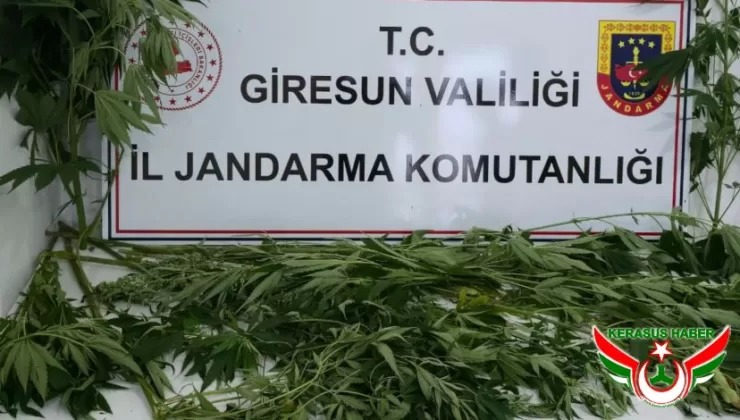 T.C.
GİRESUN VALİLİĞİ
İL JANDARMA KOMUTANLIĞI
JANDARMA
KERASUS HABER